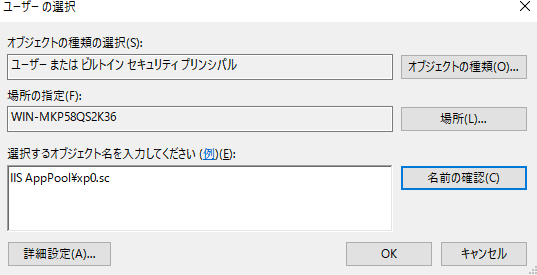 ユーザー の選択
オブジェクトの種類の選択(S):
ユーザー または ビルトイン セキュリティ プリンシパル
オブジェクトの種類(O)...
場所の指定(F):
WIN-MKP58QS2K36
場所(L)...
選択するオブジェクト名を入力してください (例)(E):
IIS AppPool¥xp0.sc
名前の確認(C)
詳細設定(A)...
OK
キャンセル